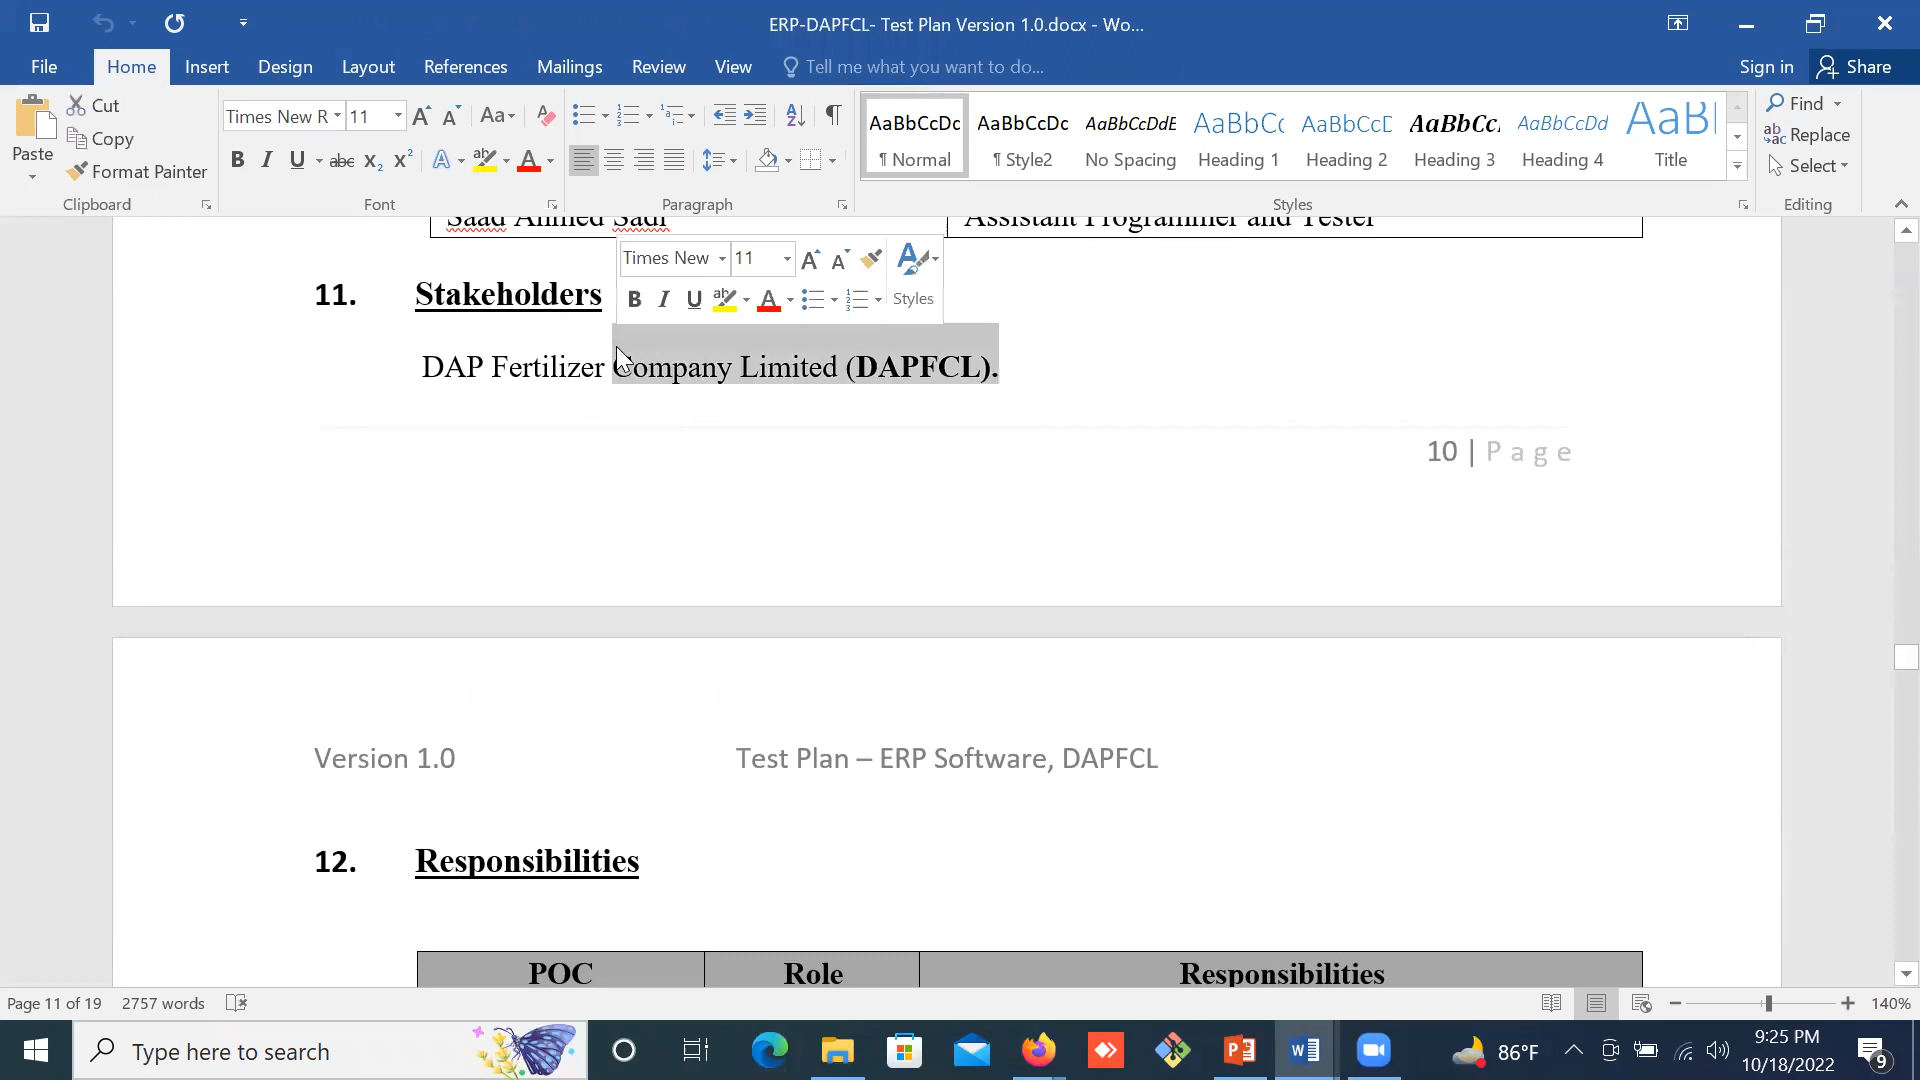 ERP-DAPFCL- Test Plan Version 1.0.docx - Wo...
File Home Insert Design Layout References Mailings Review View Tell me what you want to do... Sign in Share
Cut
Copy
Format Painter
Paste
Clipboard
Times New R 11
Font
Paragraph
AaBbCcDc AaBbCcDc AaBbCcDdE AaBbCc AaBbCcE AaBbCc AaBbCcDd AaB
¶ Normal ¶ Style2 No Spacing Heading 1 Heading 2 Heading 3 Heading 4 Title
Styles
Find
Replace
Select
Editing
Saad Ahmed Sadi Assistant Programmer and Tester
Times New 11
Styles
11. Stakeholders
DAP Fertilizer Company Limited (DAPFCL).
10 | Page
Version 1.0 Test Plan – ERP Software, DAPFCL
12. Responsibilities
POC Role Responsibilities
Page 11 of 19 2757 words 140%
Type here to search
86°F
9:25 PM
10/18/2022
9